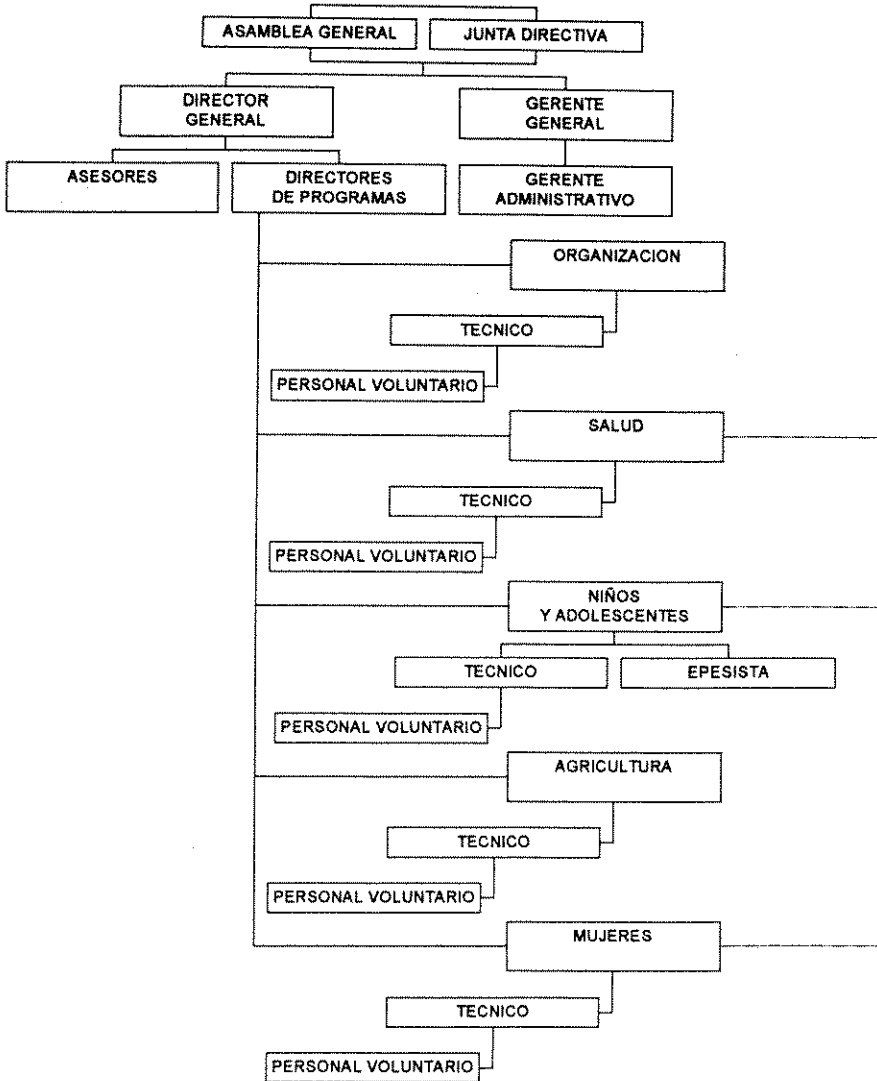 ASAMBLEA GENERAL
JUNTA DIRECTIVA
DIRECTOR
GENERAL
GERENTE
GENERAL
ASESORES
DIRECTORES
DE PROGRAMAS
GERENTE
ADMINISTRATIVO
ORGANIZACION
TECNICO
PERSONAL VOLUNTARIO
SALUD
TECNICO
PERSONAL VOLUNTARIO
NIÑOS
Y ADOLESCENTES
TECNICO
EPESISTA
PERSONAL VOLUNTARIO
AGRICULTURA
TECNICO
PERSONAL VOLUNTARIO
MUJERES
TECNICO
PERSONAL VOLUNTARIO